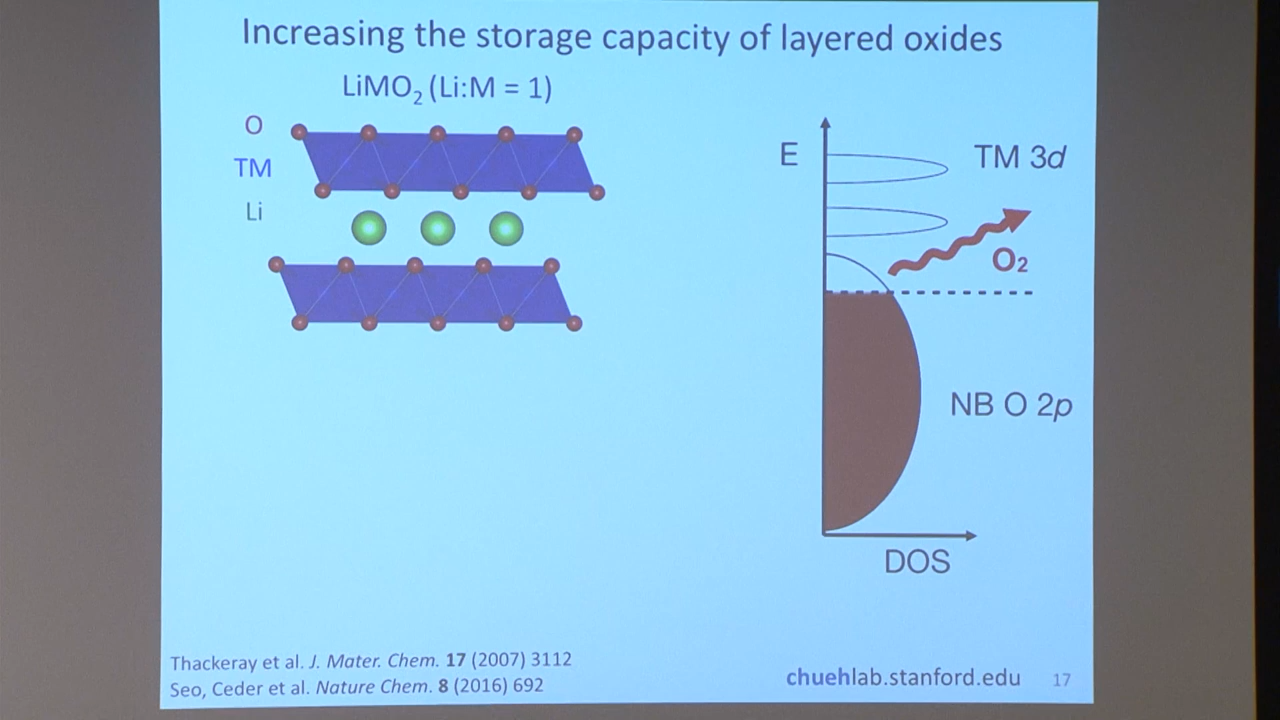 Increasing the storage capacity of layered oxides
LiMO₂ (Li:M = 1)
O
TM
Li
E
TM 3d
O₂
NB O 2p
DOS
Thackeray et al. J. Mater. Chem. 17 (2007) 3112
Seo, Ceder et al. Nature Chem. 8 (2016) 692
chuehlab.stanford.edu 17